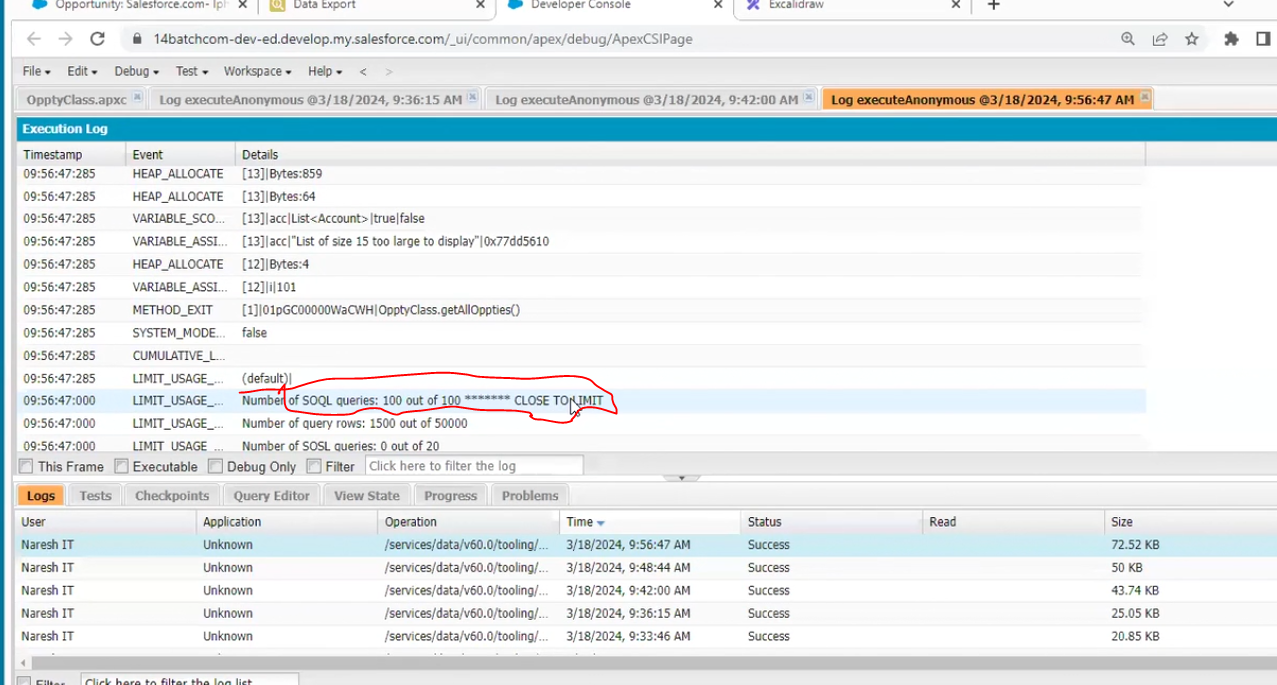 Opportunity: Salesforce.com- Iph
Data Export
Developer Console
Excalidraw
14batchcom-dev-ed.develop.my.salesforce.com/_ui/common/apex/debug/ApexCSIPage
File Edit Debug Test Workspace Help < >
OpptyClass.apxc Log executeAnonymous @3/18/2024, 9:36:15 AM Log executeAnonymous @3/18/2024, 9:42:00 AM Log executeAnonymous @3/18/2024, 9:56:47 AM
Execution Log
Timestamp Event Details
09:56:47:285 HEAP_ALLOCATE [13]|Bytes:859
09:56:47:285 HEAP_ALLOCATE [13]|Bytes:64
09:56:47:285 VARIABLE_SCO... [13]|acc|List<Account>|true|false
09:56:47:285 VARIABLE_ASSI... [13]|acc|"List of size 15 too large to display"|0x77dd5610
09:56:47:285 HEAP_ALLOCATE [12]|Bytes:4
09:56:47:285 VARIABLE_ASSI... [12]|i|101
09:56:47:285 METHOD_EXIT [1]|01pGC00000WaCWH|OpptyClass.getAllOppties()
09:56:47:285 SYSTEM_MODE... false
09:56:47:285 CUMULATIVE_L...
09:56:47:285 LIMIT_USAGE_... (default)|
09:56:47:000 LIMIT_USAGE_... Number of SOQL queries: 100 out of 100 ******* CLOSE TO LIMIT
09:56:47:000 LIMIT_USAGE_... Number of query rows: 1500 out of 50000
09:56:47:000 LIMIT_USAGE_... Number of SOSL queries: 0 out of 20
This Frame Executable Debug Only Filter Click here to filter the log
Logs Tests Checkpoints Query Editor View State Progress Problems
User Application Operation Time Status Read Size
Naresh IT Unknown /services/data/v60.0/tooling/... 3/18/2024, 9:56:47 AM Success 72.52 KB
Naresh IT Unknown /services/data/v60.0/tooling/... 3/18/2024, 9:48:44 AM Success 50 KB
Naresh IT Unknown /services/data/v60.0/tooling/... 3/18/2024, 9:42:00 AM Success 43.74 KB
Naresh IT Unknown /services/data/v60.0/tooling/... 3/18/2024, 9:36:15 AM Success 25.05 KB
Naresh IT Unknown /services/data/v60.0/tooling/... 3/18/2024, 9:33:46 AM Success 20.85 KB
Filter Click here to filter the log list